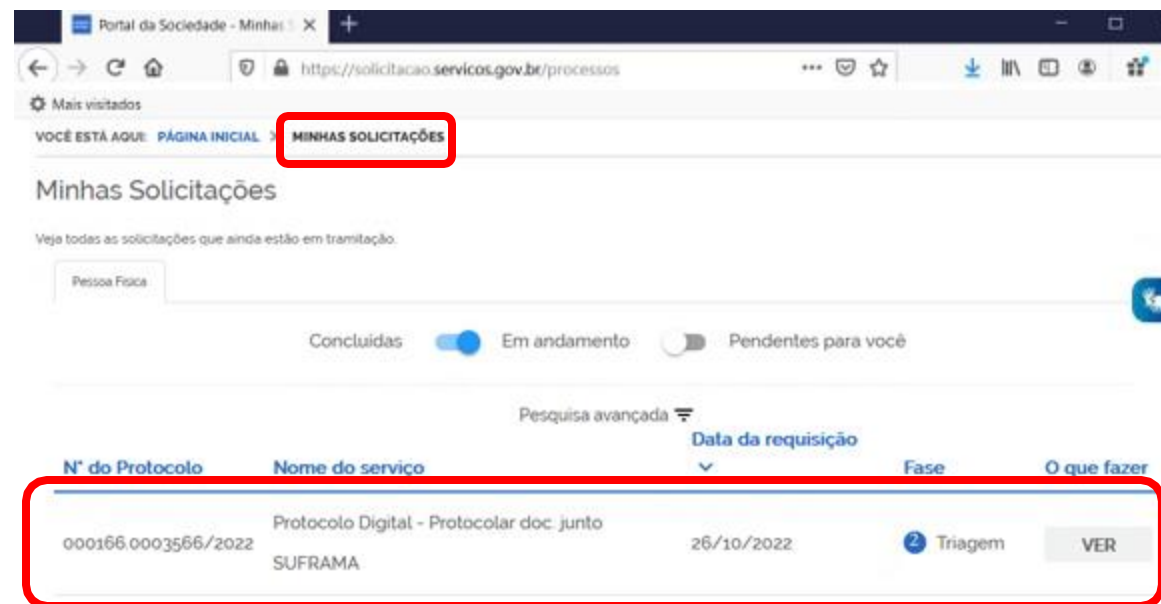 Portal da Sociedade - Minhas S
https://solicitacao.servicos.gov.br/processos
Mais visitados
VOCÊ ESTÁ AQUI: PÁGINA INICIAL > MINHAS SOLICITAÇÕES
Minhas Solicitações
Veja todas as solicitações que ainda estão em tramitação.
Pessoa Física
Concluídas Em andamento Pendentes para você
Pesquisa avançada
Data da requisição
N° do Protocolo Nome do serviço Fase O que fazer
Protocolo Digital - Protocolar doc. junto
000166.0003566/2022 26/10/2022 2 Triagem VER
SUFRAMA